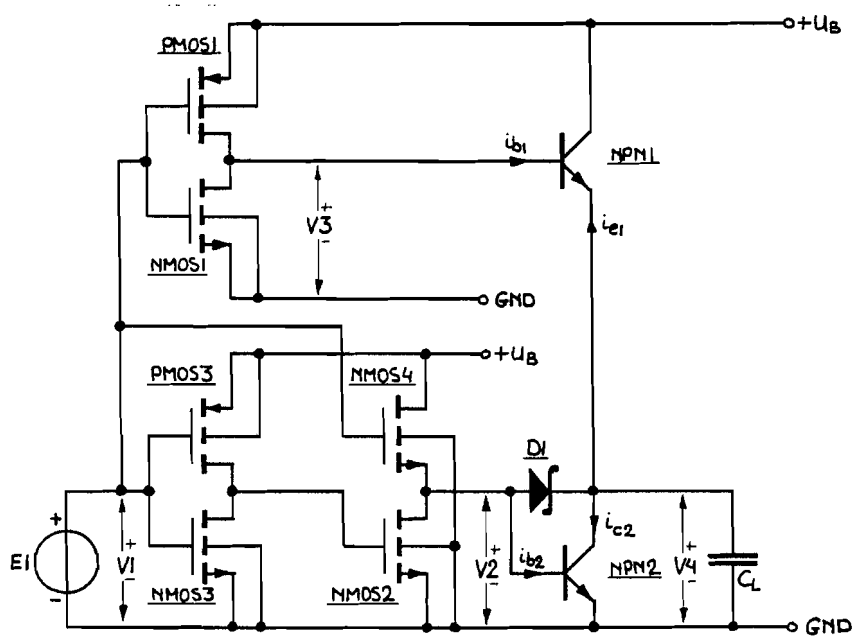 +UB
PMOS1
ib1
NPN1
+
V3
-
ie1
NMOS1
GND
+UB
PMOS3
NMOS4
D1
+
E1
-
+
V1
-
+
V2
-
ic2
ib2
+
V4
-
CL
NMOS3
NMOS2
NPN2
GND